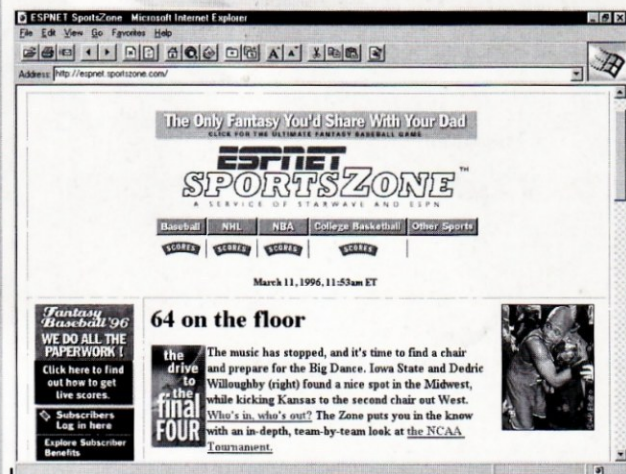 ESPNET SportsZone Microsoft Internet Explorer
File Edit View Go Favorites Help
Address: http://espnet.sportszone.com/
The Only Fantasy You'd Share With Your Dad
CLICK FOR THE ULTIMATE FANTASY BASEBALL GAME
ESPNET
SPORTSZONE™
A SERVICE OF STARWAVE AND ESPN
Baseball NHL NBA College Basketball Other Sports
SCORES SCORES SCORES SCORES
March 11, 1996, 11:53am ET
Fantasy
Baseball '96
WE DO ALL THE
PAPERWORK !
Click here to find
out how to get
live scores.
Subscribers
Log in here
Explore Subscriber
Benefits
64 on the floor
the
drive
to
the
final
FOUR
The music has stopped, and it's time to find a chair
and prepare for the Big Dance. Iowa State and Dedric
Willoughby (right) found a nice spot in the Midwest,
while kicking Kansas to the second chair out West.
Who's in, who's out? The Zone puts you in the know
with an in-depth, team-by-team look at the NCAA
Tournament.